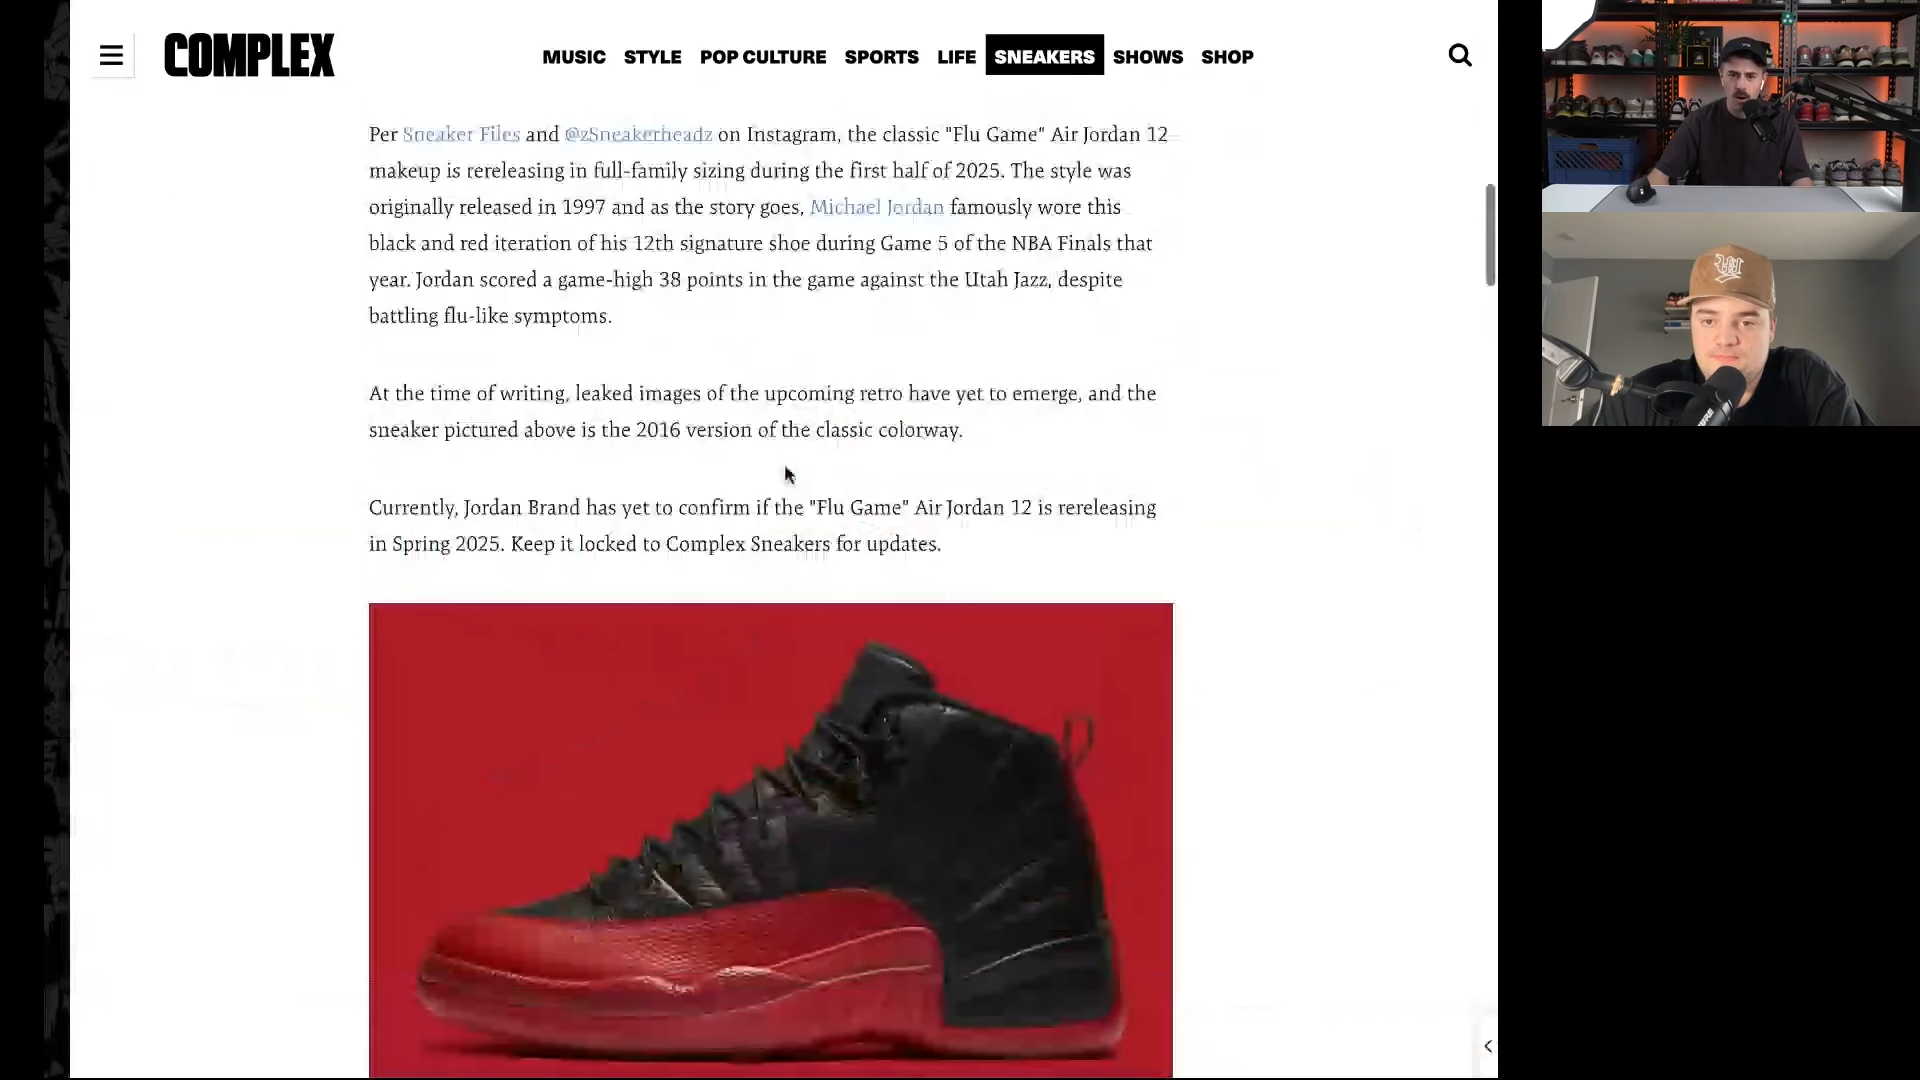 COMPLEX
MUSIC STYLE POP CULTURE SPORTS LIFE SNEAKERS SHOWS SHOP
Per Sneaker Files and @zSneakerheadz on Instagram, the classic "Flu Game" Air Jordan 12
makeup is rereleasing in full-family sizing during the first half of 2025. The style was
originally released in 1997 and as the story goes, Michael Jordan famously wore this
black and red iteration of his 12th signature shoe during Game 5 of the NBA Finals that
year. Jordan scored a game-high 38 points in the game against the Utah Jazz, despite
battling flu-like symptoms.
At the time of writing, leaked images of the upcoming retro have yet to emerge, and the
sneaker pictured above is the 2016 version of the classic colorway.
Currently, Jordan Brand has yet to confirm if the "Flu Game" Air Jordan 12 is rereleasing
in Spring 2025. Keep it locked to Complex Sneakers for updates.